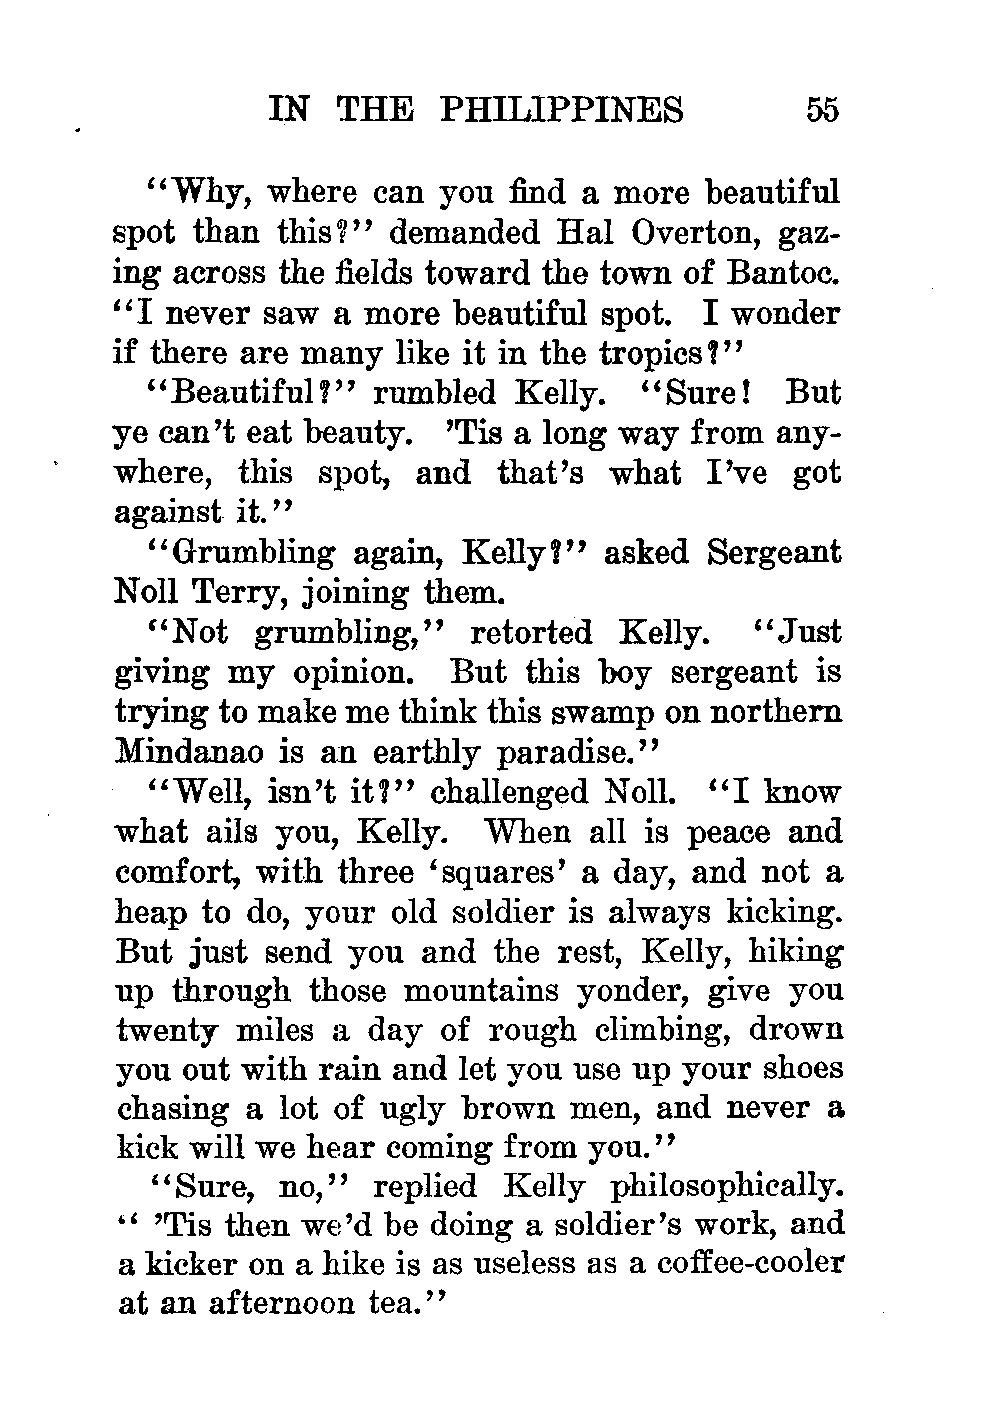 IN THE PHILIPPINES 55
“Why, where can you find a more beautiful
spot than this?” demanded Hal Overton, gaz-
ing across the fields toward the town of Bantoc.
“I never saw a more beautiful spot. I wonder
if there are many like it in the tropics?”
“Beautiful?” rumbled Kelly. “Sure! But
ye can’t eat beauty. ’Tis a long way from any-
where, this spot, and that’s what I’ve got
against it.”
“Grumbling again, Kelly?” asked Sergeant
Noll Terry, joining them.
“Not grumbling,” retorted Kelly. “Just
giving my opinion. But this boy sergeant is
trying to make me think this swamp on northern
Mindanao is an earthly paradise.”
“Well, isn’t it?” challenged Noll. “I know
what ails you, Kelly. When all is peace and
comfort, with three ‘squares’ a day, and not a
heap to do, your old soldier is always kicking.
But just send you and the rest, Kelly, hiking
up through those mountains yonder, give you
twenty miles a day of rough climbing, drown
you out with rain and let you use up your shoes
chasing a lot of ugly brown men, and never a
kick will we hear coming from you.”
“Sure, no,” replied Kelly philosophically.
“ ’Tis then we’d be doing a soldier’s work, and
a kicker on a hike is as useless as a coffee-cooler
at an afternoon tea.”